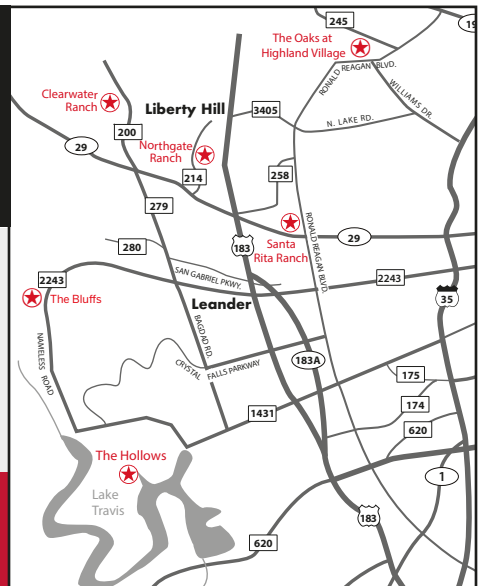 245
19
The Oaks at
Highland Village
RONALD REAGAN BLVD.
WILLIAMS DR.
Clearwater
Ranch
Liberty Hill
3405
N. LAKE RD.
200
29
Northgate
Ranch
214
258
279
Santa
Rita Ranch
RONALD REAGAN BLVD.
29
280
183
2243
SAN GABRIEL PKWY.
2243
The Bluffs
Leander
35
NAMELESS ROAD
BAGDAD RD.
CRYSTAL FALLS PARKWAY
183A
175
174
1431
620
The Hollows
1
Lake
Travis
183
620